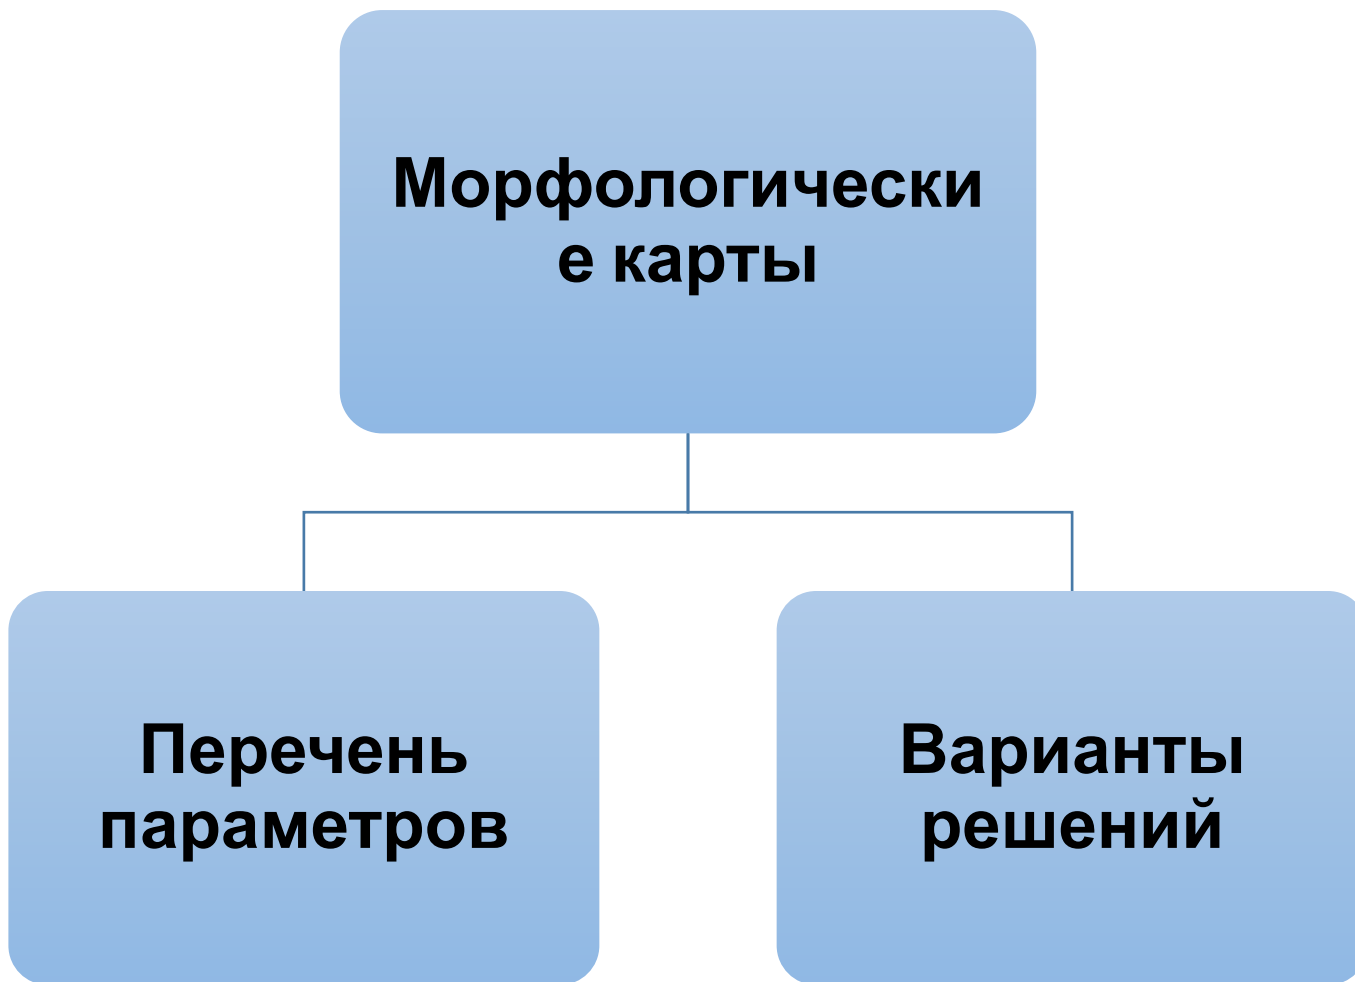 Морфологически
е карты
Перечень
параметров
Варианты
решений